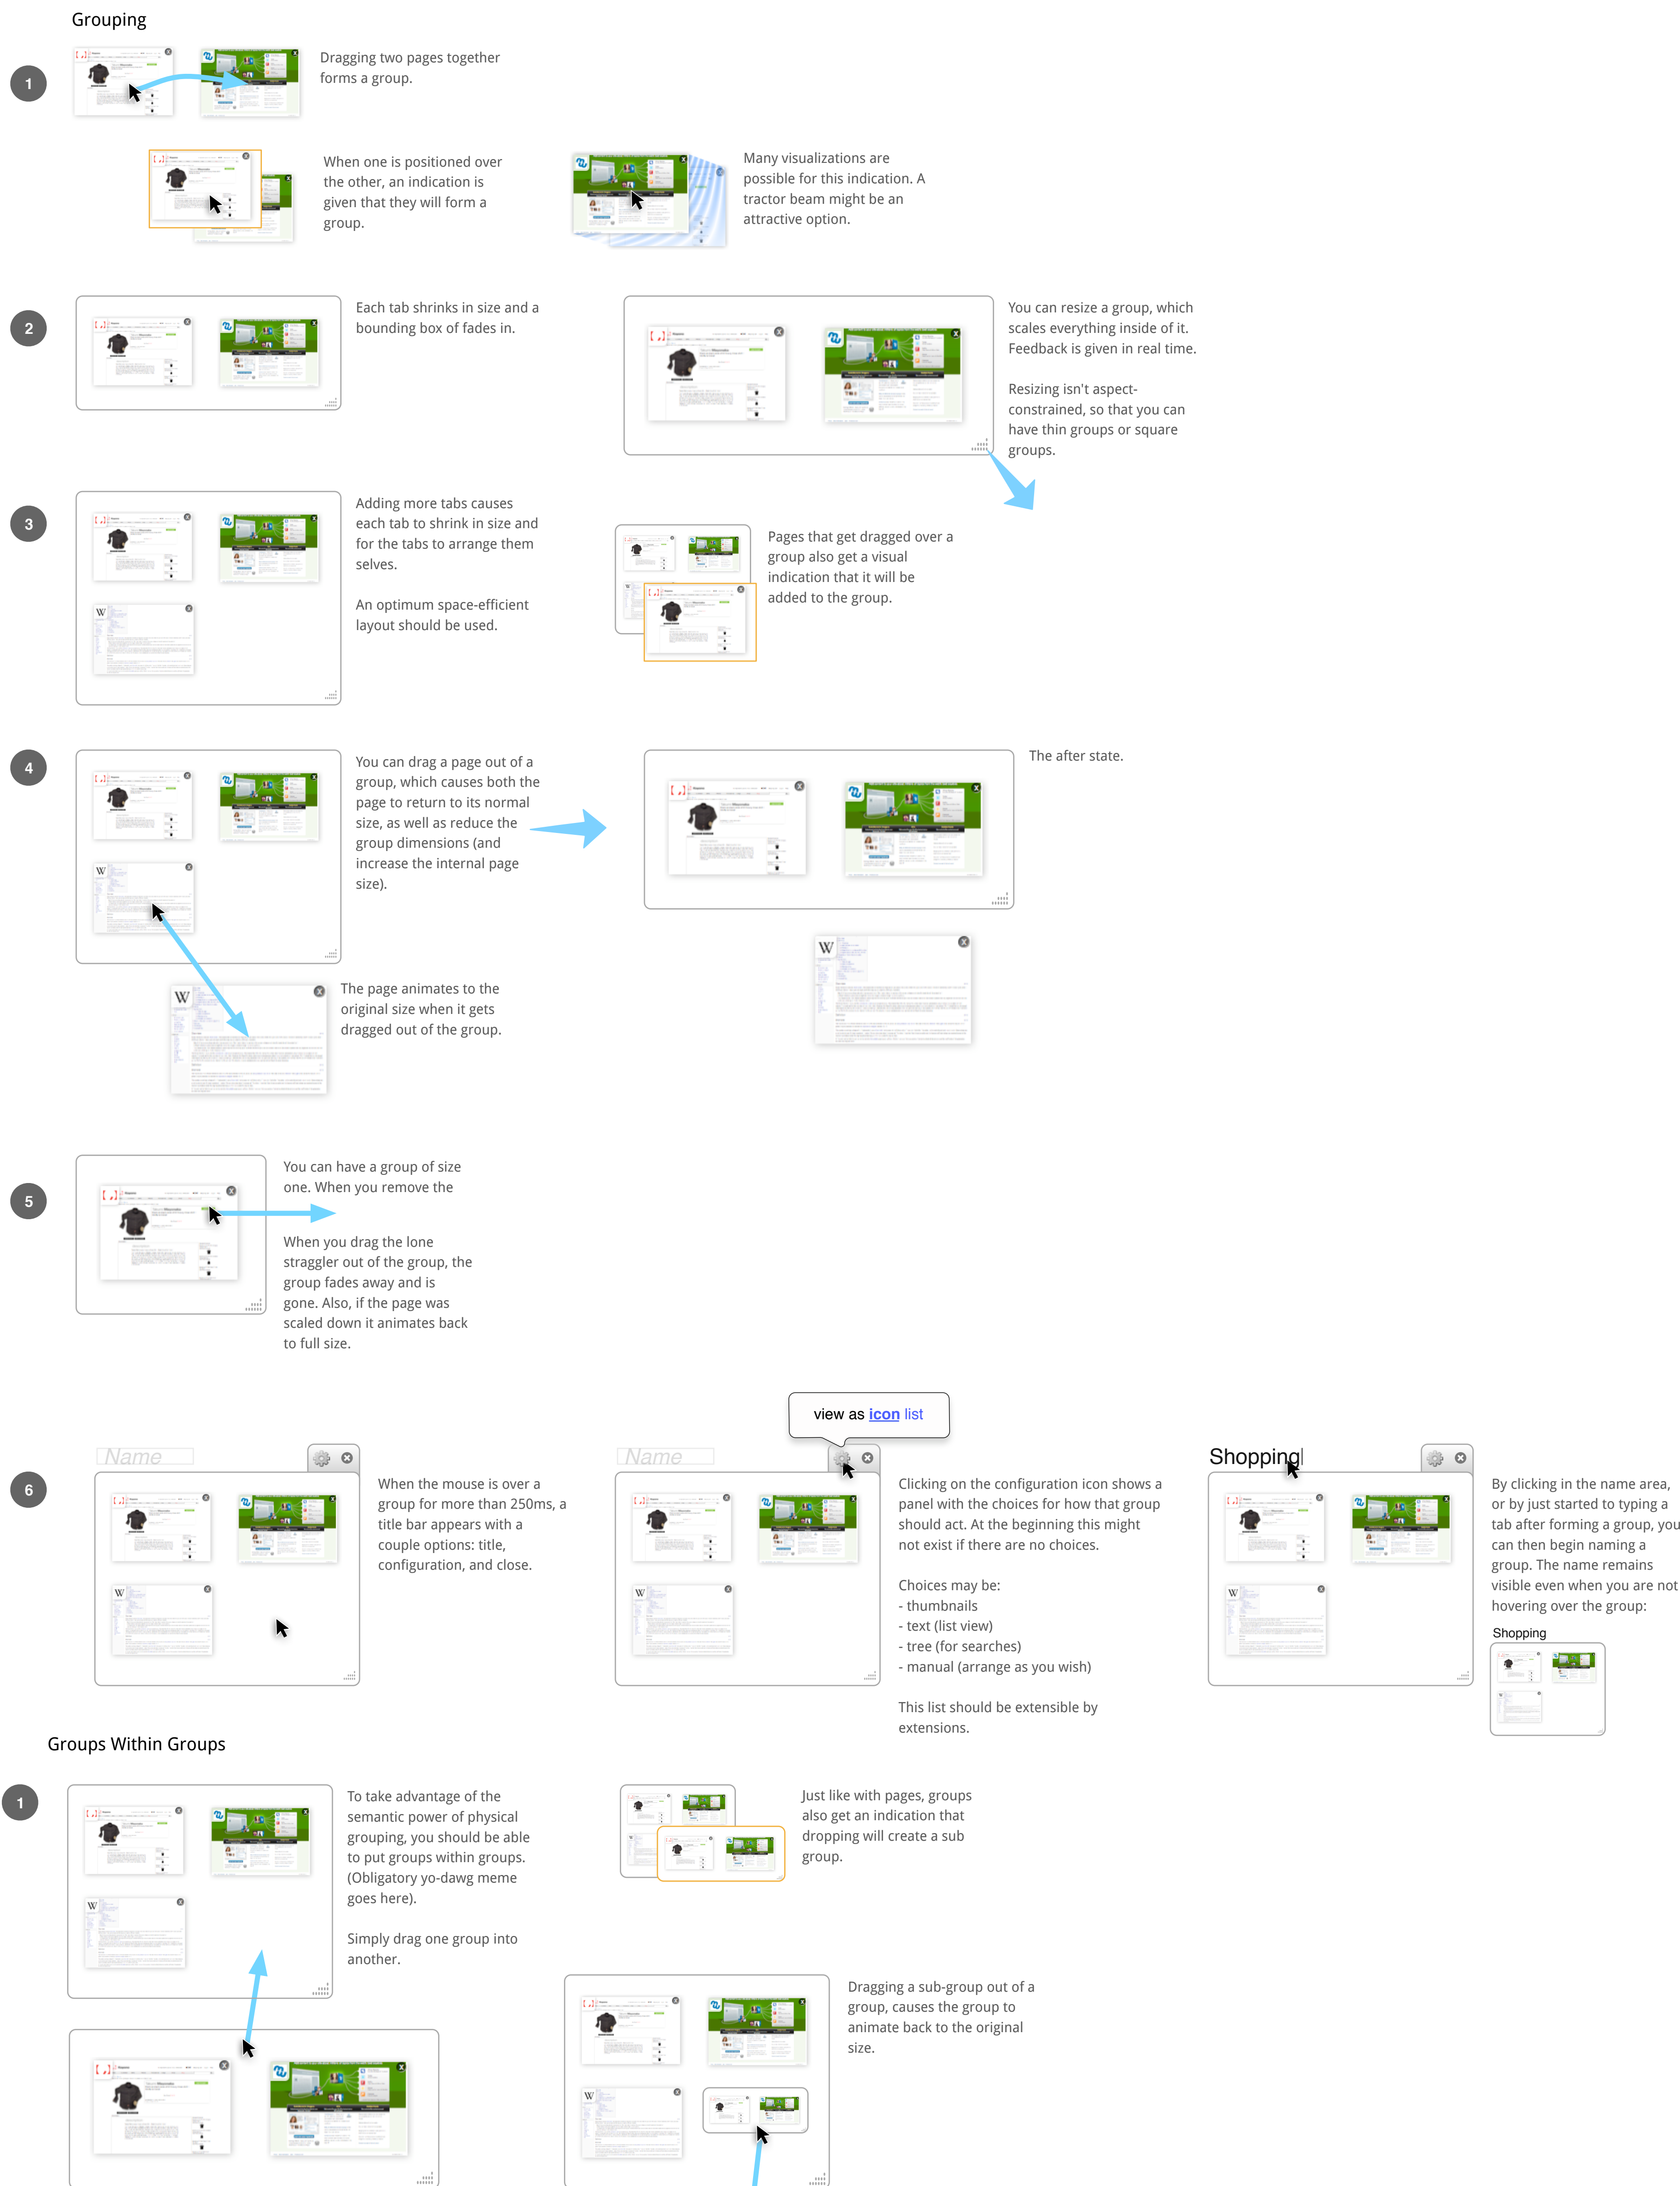 Grouping
1
Dragging two pages together
forms a group.
When one is positioned over
the other, an indication is
given that they will form a
group.
Many visualizations are
possible for this indication. A
tractor beam might be an
attractive option.
2
Each tab shrinks in size and a
bounding box of fades in.
You can resize a group, which
scales everything inside of it.
Feedback is given in real time.
Resizing isn't aspect-
constrained, so that you can
have thin groups or square
groups.
3
Adding more tabs causes
each tab to shrink in size and
for the tabs to arrange them
selves.
An optimum space-efficient
layout should be used.
Pages that get dragged over a
group also get a visual
indication that it will be
added to the group.
4
You can drag a page out of a
group, which causes both the
page to return to its normal
size, as well as reduce the
group dimensions (and
increase the internal page
size).
The after state.
The page animates to the
original size when it gets
dragged out of the group.
5
You can have a group of size
one. When you remove the
When you drag the lone
straggler out of the group, the
group fades away and is
gone. Also, if the page was
scaled down it animates back
to full size.
6
Name
When the mouse is over a
group for more than 250ms, a
title bar appears with a
couple options: title,
configuration, and close.
view as icon list
Name
Clicking on the configuration icon shows a
panel with the choices for how that group
should act. At the beginning this might
not exist if there are no choices.
Choices may be:
- thumbnails
- text (list view)
- tree (for searches)
- manual (arrange as you wish)
This list should be extensible by
extensions.
Shopping
By clicking in the name area,
or by just started to typing a
tab after forming a group, you
can then begin naming a
group. The name remains
visible even when you are not
hovering over the group:
Shopping
Groups Within Groups
1
To take advantage of the
semantic power of physical
grouping, you should be able
to put groups within groups.
(Obligatory yo-dawg meme
goes here).
Simply drag one group into
another.
Just like with pages, groups
also get an indication that
dropping will create a sub
group.
Dragging a sub-group out of a
group, causes the group to
animate back to the original
size.